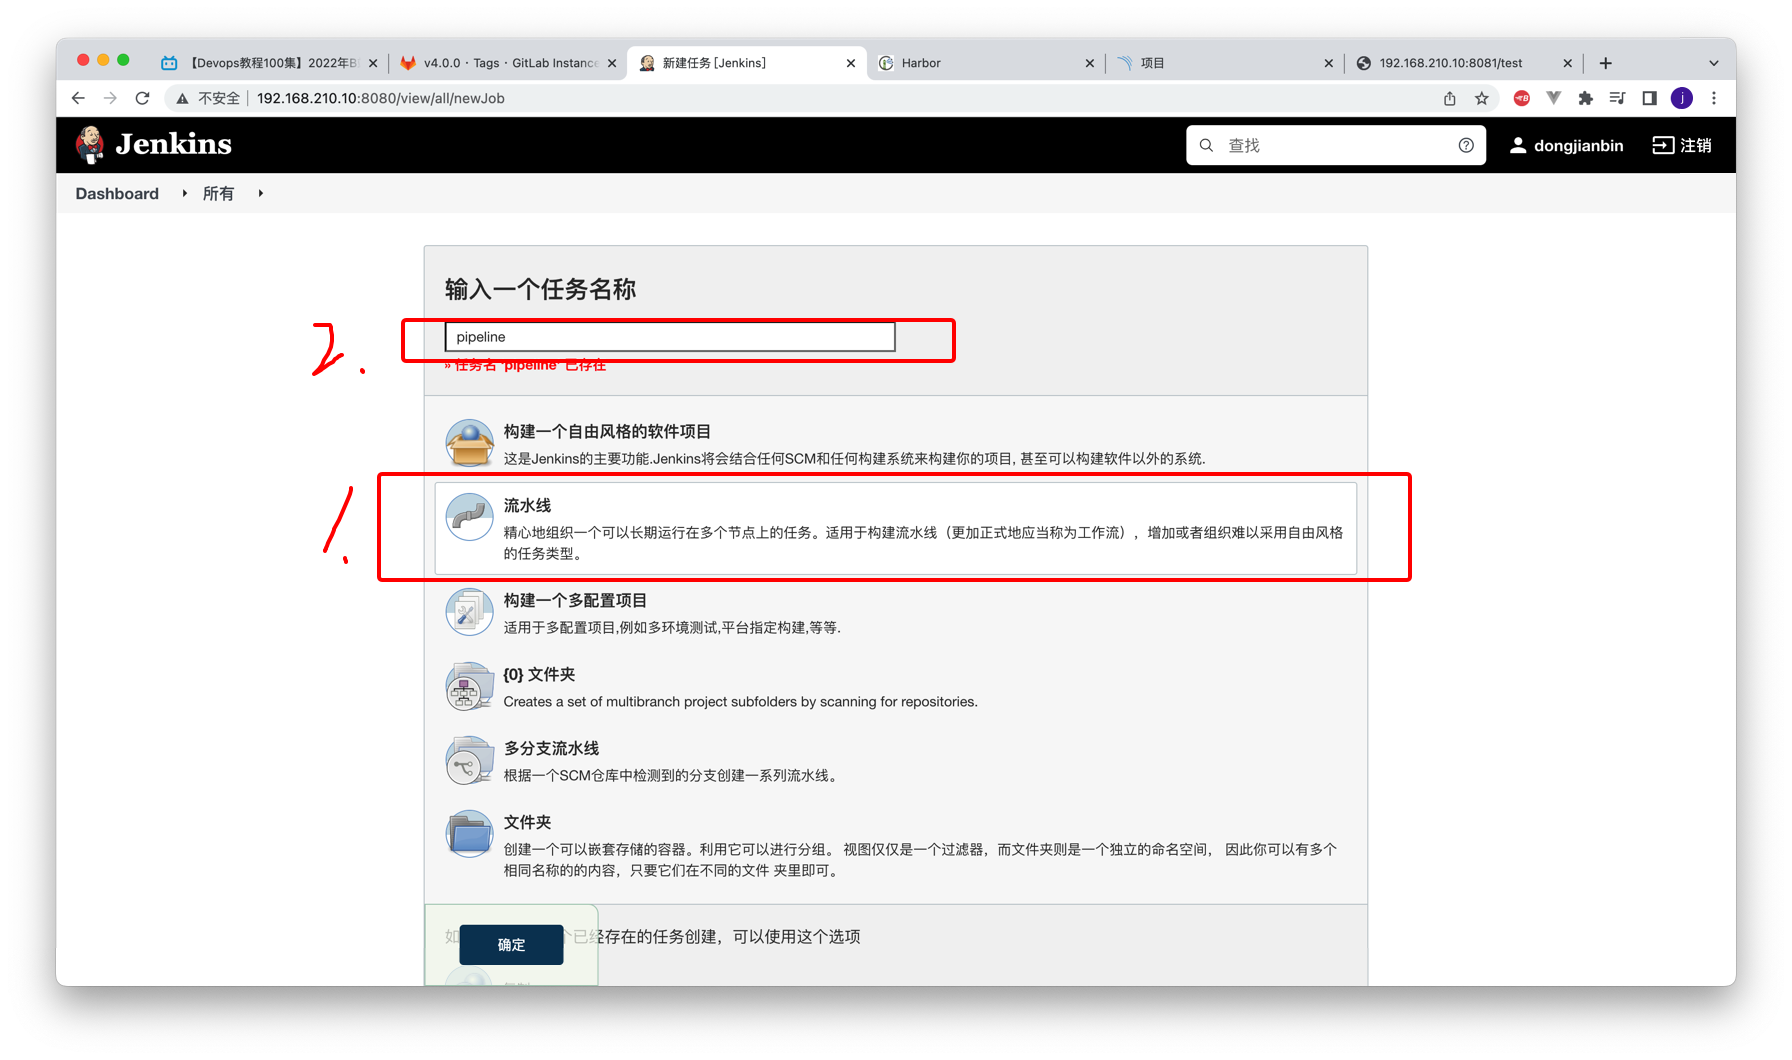 【Devops教程100集】2022年B
v4.0.0 · Tags · GitLab Instance
新建任务 [Jenkins]
Harbor
项目
192.168.210.10:8081/test
不安全
192.168.210.10:8080/view/all/newJob
j
Jenkins
查找
dongjianbin
注销
Dashboard
所有
输入一个任务名称
2.
pipeline
» 任务名 "pipeline" 已存在
构建一个自由风格的软件项目
这是Jenkins的主要功能.Jenkins将会结合任何SCM和任何构建系统来构建你的项目, 甚至可以构建软件以外的系统.
1.
流水线
精心地组织一个可以长期运行在多个节点上的任务。适用于构建流水线（更加正式地应当称为工作流），增加或者组织难以采用自由风格
的任务类型。
构建一个多配置项目
适用于多配置项目,例如多环境测试,平台指定构建,等等.
{0} 文件夹
Creates a set of multibranch project subfolders by scanning for repositories.
多分支流水线
根据一个SCM仓库中检测到的分支创建一系列流水线。
文件夹
创建一个可以嵌套存储的容器。利用它可以进行分组。 视图仅仅是一个过滤器，而文件夹则是一个独立的命名空间， 因此你可以有多个
相同名称的的内容，只要它们在不同的文件 夹里即可。
如
确定
个已经存在的任务创建，可以使用这个选项